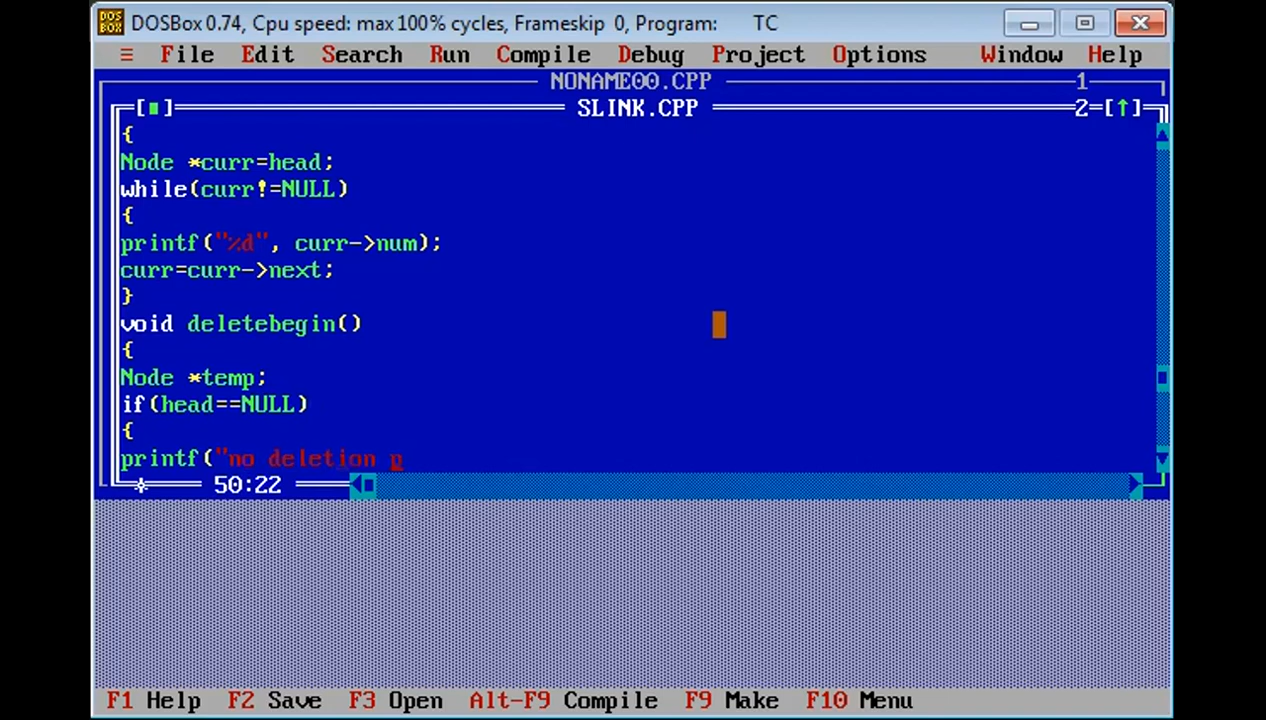 DOSBox 0.74, Cpu speed: max 100% cycles, Frameskip 0, Program: TC
≡ File Edit Search Run Compile Debug Project Options Window Help
NONAME00.CPP 1
[■] SLINK.CPP 2=[↑]
{
Node *curr=head;
while(curr!=NULL)
{
printf("%d", curr->num);
curr=curr->next;
}
void deletebegin()
{
Node *temp;
if(head==NULL)
{
printf("no deletion p
50:22
F1 Help F2 Save F3 Open Alt-F9 Compile F9 Make F10 Menu